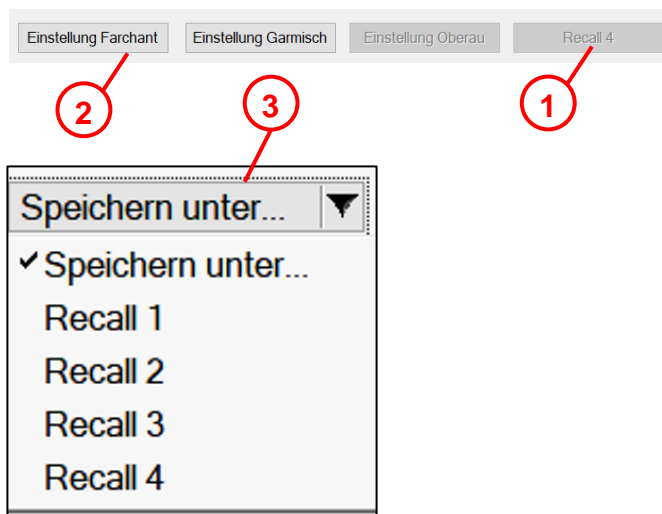 Einstellung Farchant Einstellung Garmisch Einstellung Oberau Recall 4
2 3 1
Speichern unter...
Speichern unter...
Recall 1
Recall 2
Recall 3
Recall 4